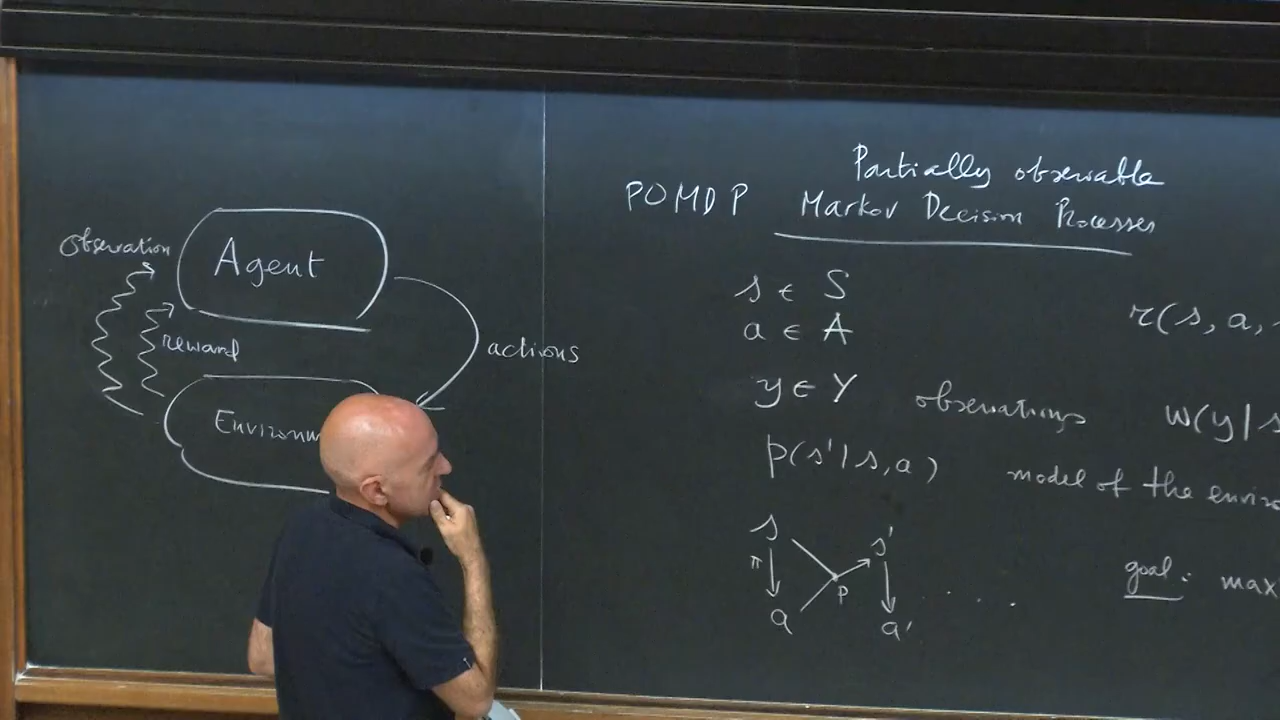 Observation
Agent
reward
actions
Environm
Partially observable
POMDP Markov Decision Processes
s ∈ S
r(s, a,
a ∈ A
y ∈ Y observations w(y|s
p(s'|s,a) model of the enviro
s s'
π p
a a' . . . . .
goal: max